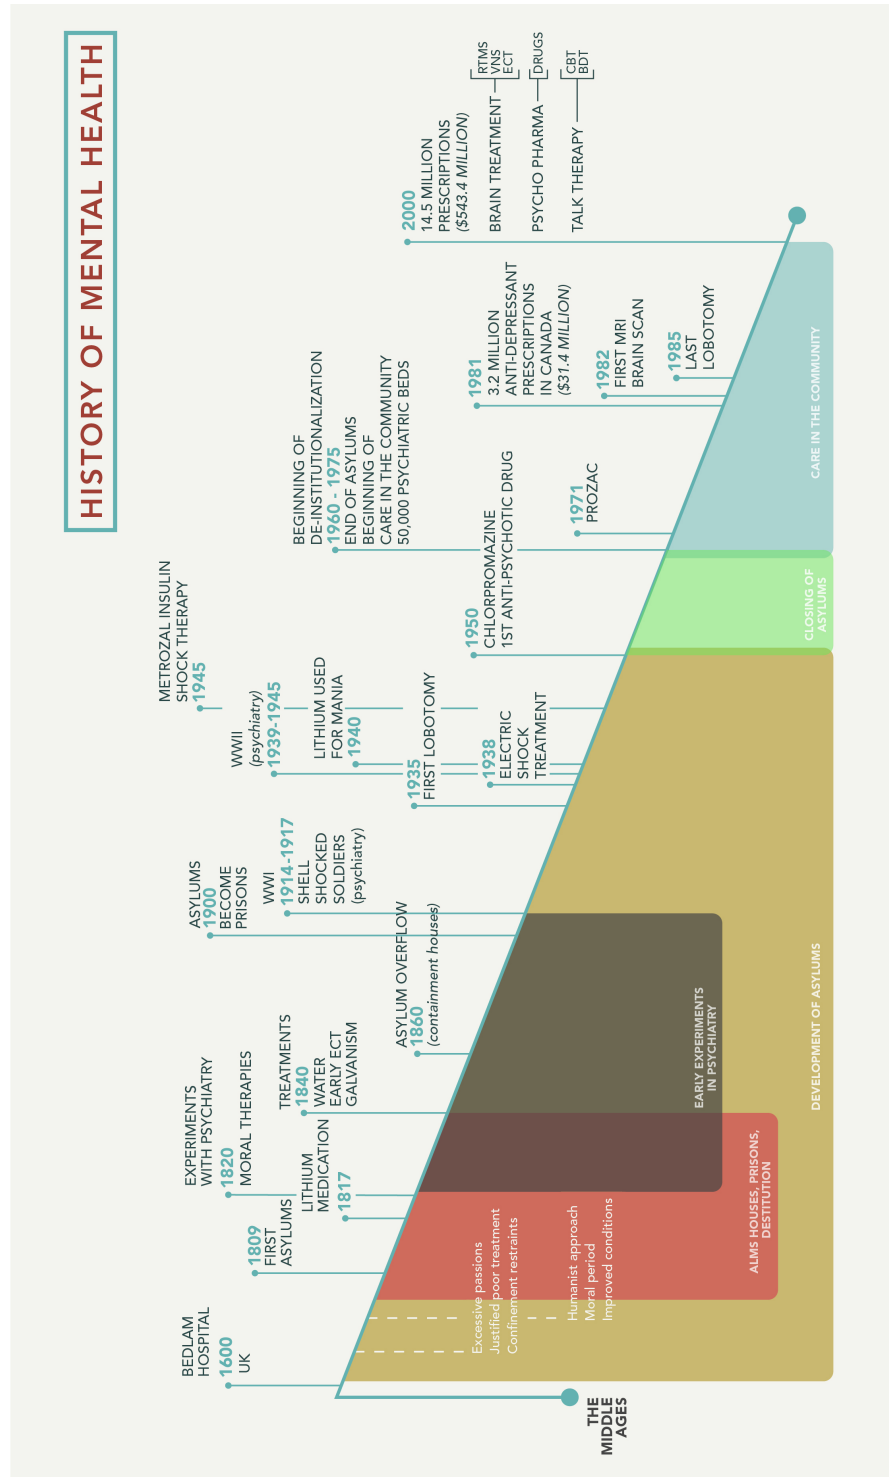 HISTORY OF MENTAL HEALTH
THE
MIDDLE
AGES
BEDLAM
HOSPITAL
1600
UK
1809
FIRST
ASYLUMS
LITHIUM
MEDICATION
1817
EXPERIMENTS
WITH PSYCHIATRY
1820
MORAL THERAPIES
TREATMENTS
1840
WATER
EARLY ECT
GALVANISM
ASYLUM OVERFLOW
1860
(containment houses)
ASYLUMS
1900
BECOME
PRISONS
WWI
1914-1917
SHELL
SHOCKED
SOLDIERS
(psychiatry)
1935
FIRST LOBOTOMY
1938
ELECTRIC
SHOCK
TREATMENT
WWII
(psychiatry)
1939-1945
LITHIUM USED
FOR MANIA
1940
METROZAL INSULIN
SHOCK THERAPY
1945
1950
CHLORPROMAZINE
1ST ANTI-PSYCHOTIC DRUG
BEGINNING OF
DE-INSTITUTIONALIZATION
1960 - 1975
END OF ASYLUMS
BEGINNING OF
CARE IN THE COMMUNITY
50,000 PSYCHIATRIC BEDS
1971
PROZAC
1981
3.2 MILLION
ANTI-DEPRESSANT
PRESCRIPTIONS
IN CANADA
($31.4 MILLION)
1982
FIRST MRI
BRAIN SCAN
1985
LAST
LOBOTOMY
2000
14.5 MILLION
PRESCRIPTIONS
($543.4 MILLION)
BRAIN TREATMENT
RTMS
VNS
ECT
PSYCHO PHARMA
DRUGS
TALK THERAPY
CBT
BDT
Excessive passions
Justified poor treatment
Confinement restraints
Humanist approach
Moral period
Improved conditions
EARLY EXPERIMENTS
IN PSYCHIATRY
ALMS HOUSES, PRISONS,
DESTITUTION
DEVELOPMENT OF ASYLUMS
CLOSING OF
ASYLUMS
CARE IN THE COMMUNITY